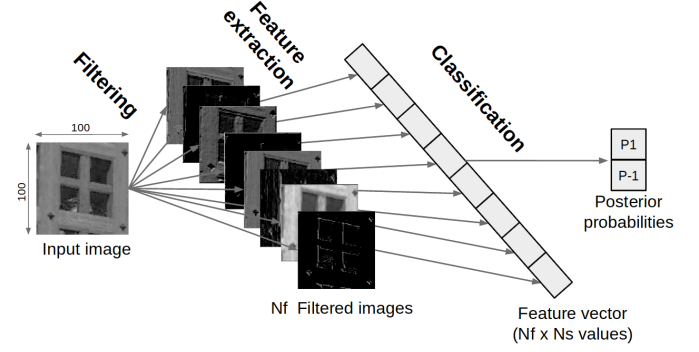 Filtering
Feature
extraction
Classification
100
100
Input image
Nf Filtered images
P1
P-1
Posterior
probabilities
Feature vector
(Nf x Ns values)